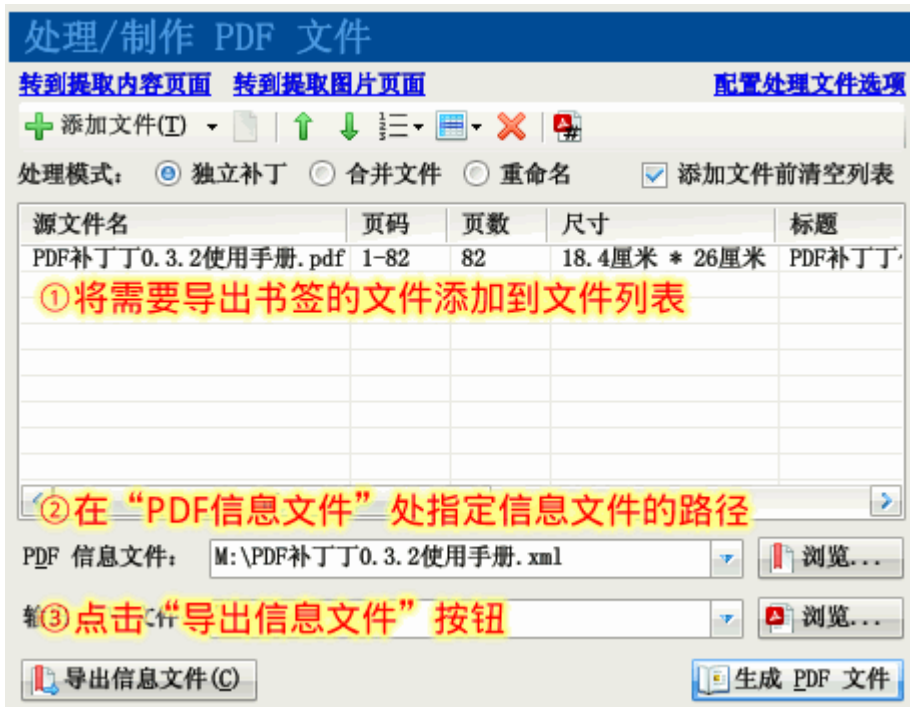 处理/制作 PDF 文件
转到提取内容页面 转到提取图片页面 配置处理文件选项
添加文件(T)
处理模式： 独立补丁 合并文件 重命名 添加文件前清空列表
源文件名 页码 页数 尺寸 标题
PDF补丁丁0.3.2使用手册.pdf 1-82 82 18.4厘米 * 26厘米 PDF补丁丁
①将需要导出书签的文件添加到文件列表
②在“PDF信息文件”处指定信息文件的路径
PDF 信息文件： M:\PDF补丁丁0.3.2使用手册.xml 浏览...
③点击“导出信息文件”按钮
浏览...
导出信息文件(C) 生成 PDF 文件